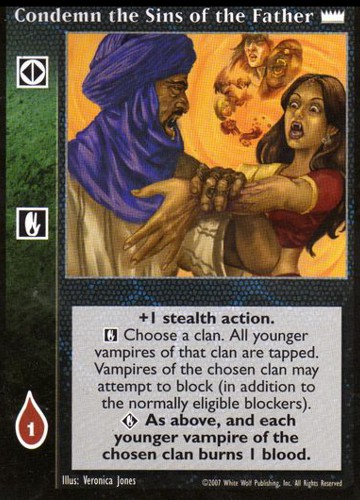 Condemn the Sins of the Father
+1 stealth action.
Choose a clan. All younger
vampires of that clan are tapped.
Vampires of the chosen clan may
attempt to block (in addition to
the normally eligible blockers).
As above, and each
younger vampire of the
chosen clan burns 1 blood.
1
Illus: Veronica Jones
©2007 White Wolf Publishing, Inc. All Rights Reserved